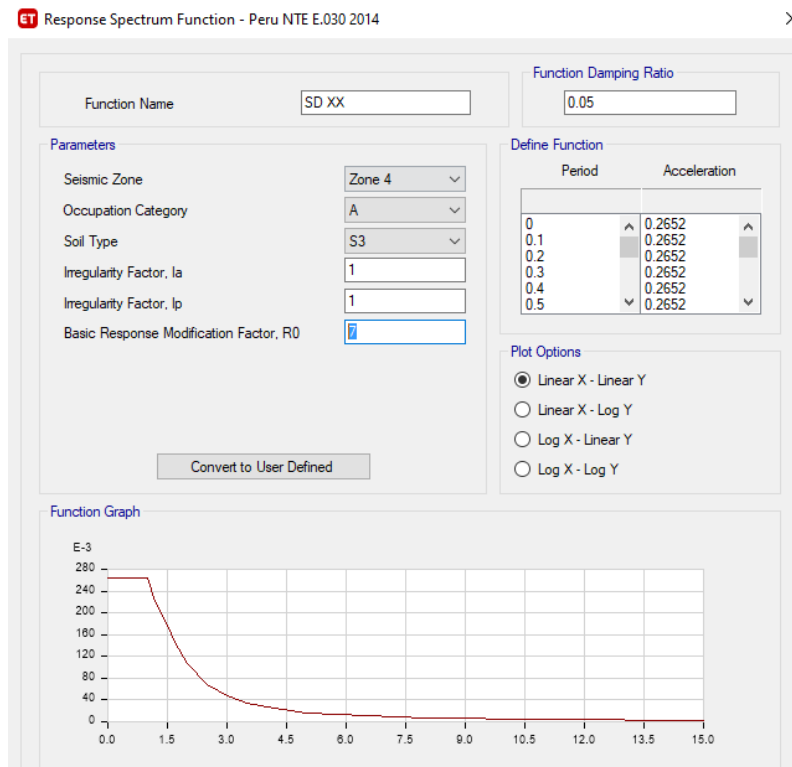 ET Response Spectrum Function - Peru NTE E.030 2014
Function Name SD XX
Function Damping Ratio
0.05
Parameters
Seismic Zone Zone 4
Occupation Category A
Soil Type S3
Irregularity Factor, Ia 1
Irregularity Factor, Ip 1
Basic Response Modification Factor, R0 7
Convert to User Defined
Define Function
Period Acceleration
0 0.2652
0.1 0.2652
0.2 0.2652
0.3 0.2652
0.4 0.2652
0.5 0.2652
Plot Options
Linear X - Linear Y
Linear X - Log Y
Log X - Linear Y
Log X - Log Y
Function Graph
E-3
280
240
200
160
120
80
40
0
0.0 1.5 3.0 4.5 6.0 7.5 9.0 10.5 12.0 13.5 15.0